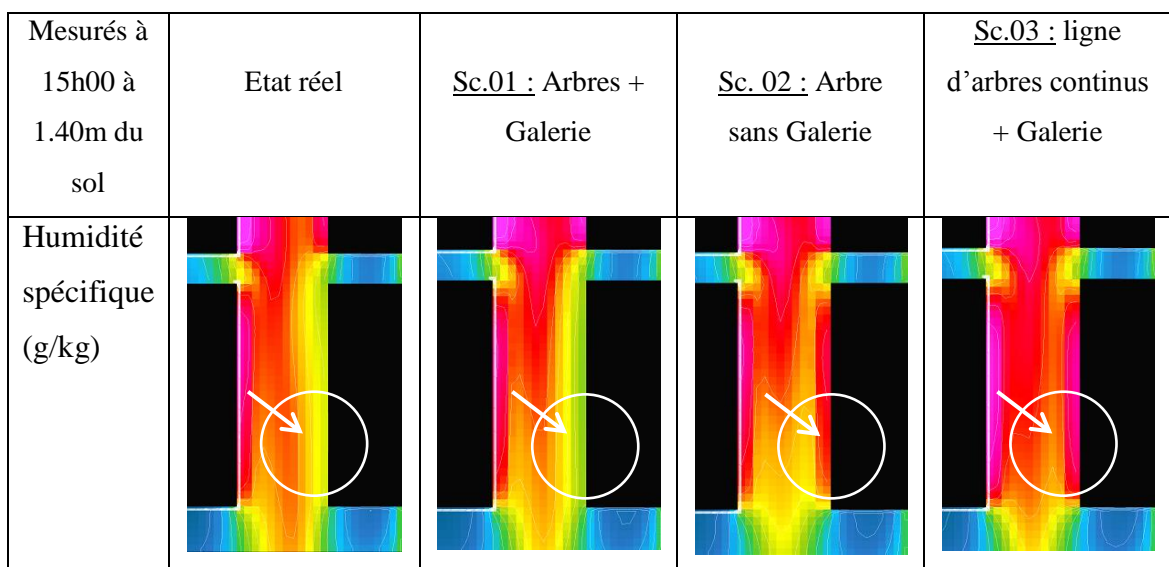 Mesurés à
15h00 à
1.40m du
sol
Etat réel
Sc.01 : Arbres +
Galerie
Sc. 02 : Arbre
sans Galerie
Sc.03 : ligne
d’arbres continus
+ Galerie
Humidité
spécifique
(g/kg)